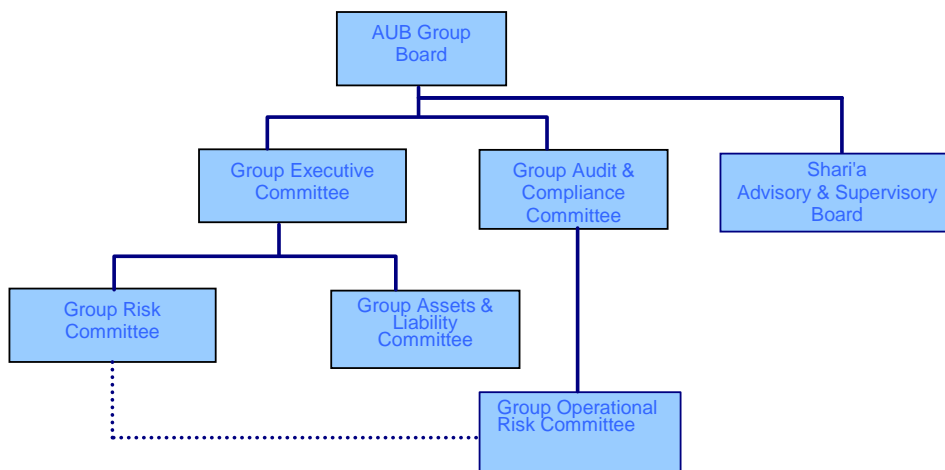 AUB Group
Board
Group Executive
Committee
Group Audit &
Compliance
Committee
Shari'a
Advisory & Supervisory
Board
Group Risk
Committee
Group Assets &
Liability
Committee
Group Operational
Risk Committee